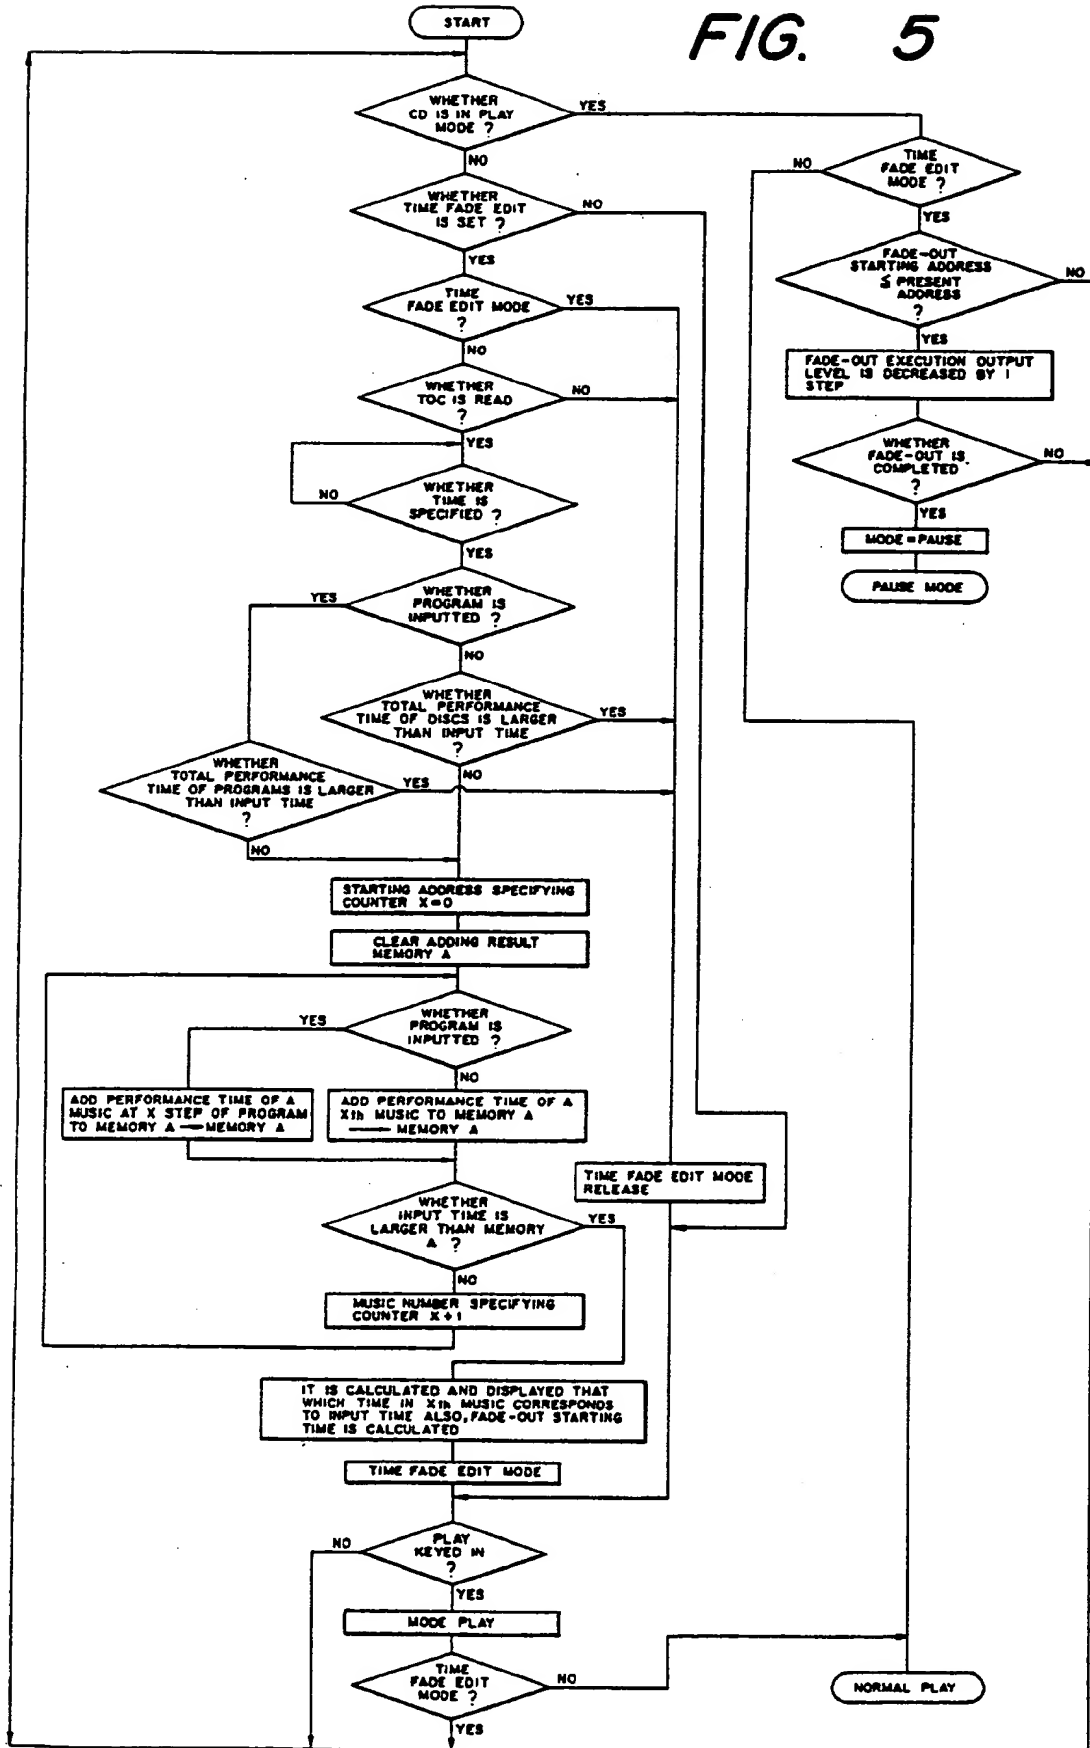 FIG. 5
START
WHETHER
CD IS IN PLAY
MODE ?
YES
NO
WHETHER
TIME FADE EDIT
IS SET ?
NO
YES
TIME
FADE EDIT MODE
?
YES
NO
WHETHER
TOC IS READ
?
NO
YES
WHETHER
TIME IS
SPECIFIED ?
NO
YES
WHETHER
PROGRAM IS
INPUTTED ?
YES
NO
WHETHER
TOTAL PERFORMANCE
TIME OF DISCS IS LARGER
THAN INPUT TIME
?
YES
NO
WHETHER
TOTAL PERFORMANCE
TIME OF PROGRAMS IS LARGER
THAN INPUT TIME
?
YES
NO
STARTING ADDRESS SPECIFYING
COUNTER X=0
CLEAR ADDING RESULT
MEMORY A
WHETHER
PROGRAM IS
INPUTTED ?
YES
NO
ADD PERFORMANCE TIME OF A
MUSIC AT X STEP OF PROGRAM
TO MEMORY A → MEMORY A
ADD PERFORMANCE TIME OF A
Xth MUSIC TO MEMORY A
→ MEMORY A
WHETHER
INPUT TIME IS
LARGER THAN MEMORY
A ?
YES
NO
MUSIC NUMBER SPECIFYING
COUNTER X+1
TIME FADE EDIT MODE
RELEASE
IT IS CALCULATED AND DISPLAYED THAT
WHICH TIME IN Xth MUSIC CORRESPONDS
TO INPUT TIME ALSO, FADE-OUT STARTING
TIME IS CALCULATED
TIME FADE EDIT MODE
PLAY
KEYED IN
?
NO
YES
MODE PLAY
TIME
FADE EDIT
MODE ?
NO
YES
TIME
FADE EDIT
MODE ?
NO
YES
FADE-OUT
STARTING ADDRESS
≦ PRESENT
ADDRESS
?
NO
YES
FADE-OUT EXECUTION OUTPUT
LEVEL IS DECREASED BY 1
STEP
WHETHER
FADE-OUT IS
COMPLETED
?
NO
YES
MODE=PAUSE
PAUSE MODE
NORMAL PLAY